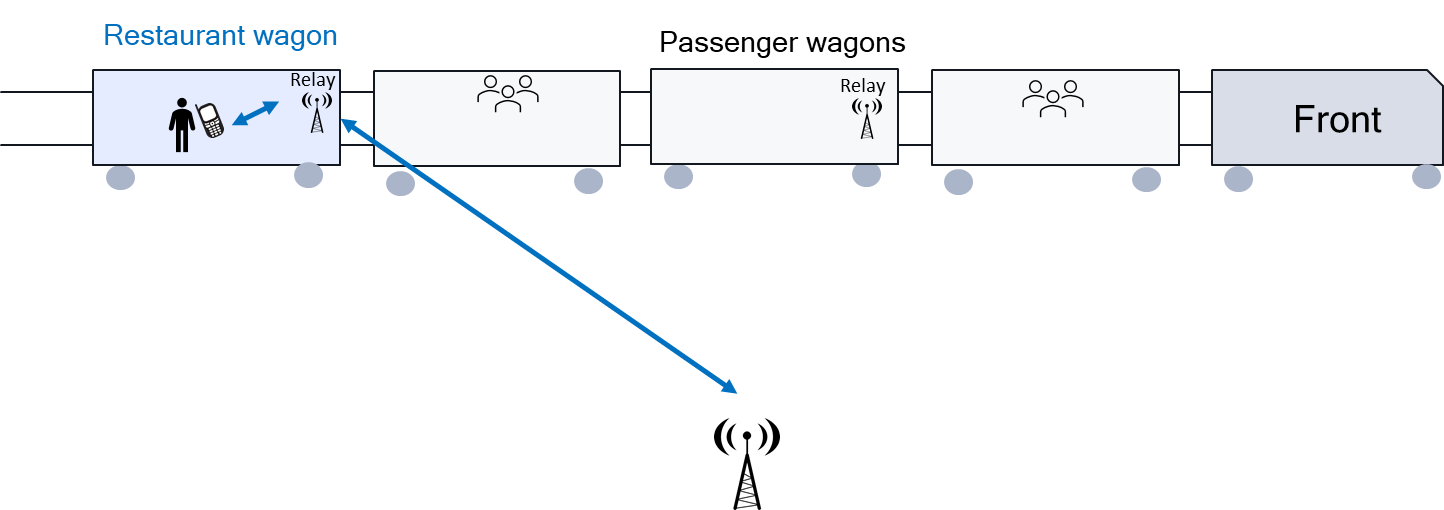 Restaurant wagon
Passenger wagons
Relay
Relay
Front